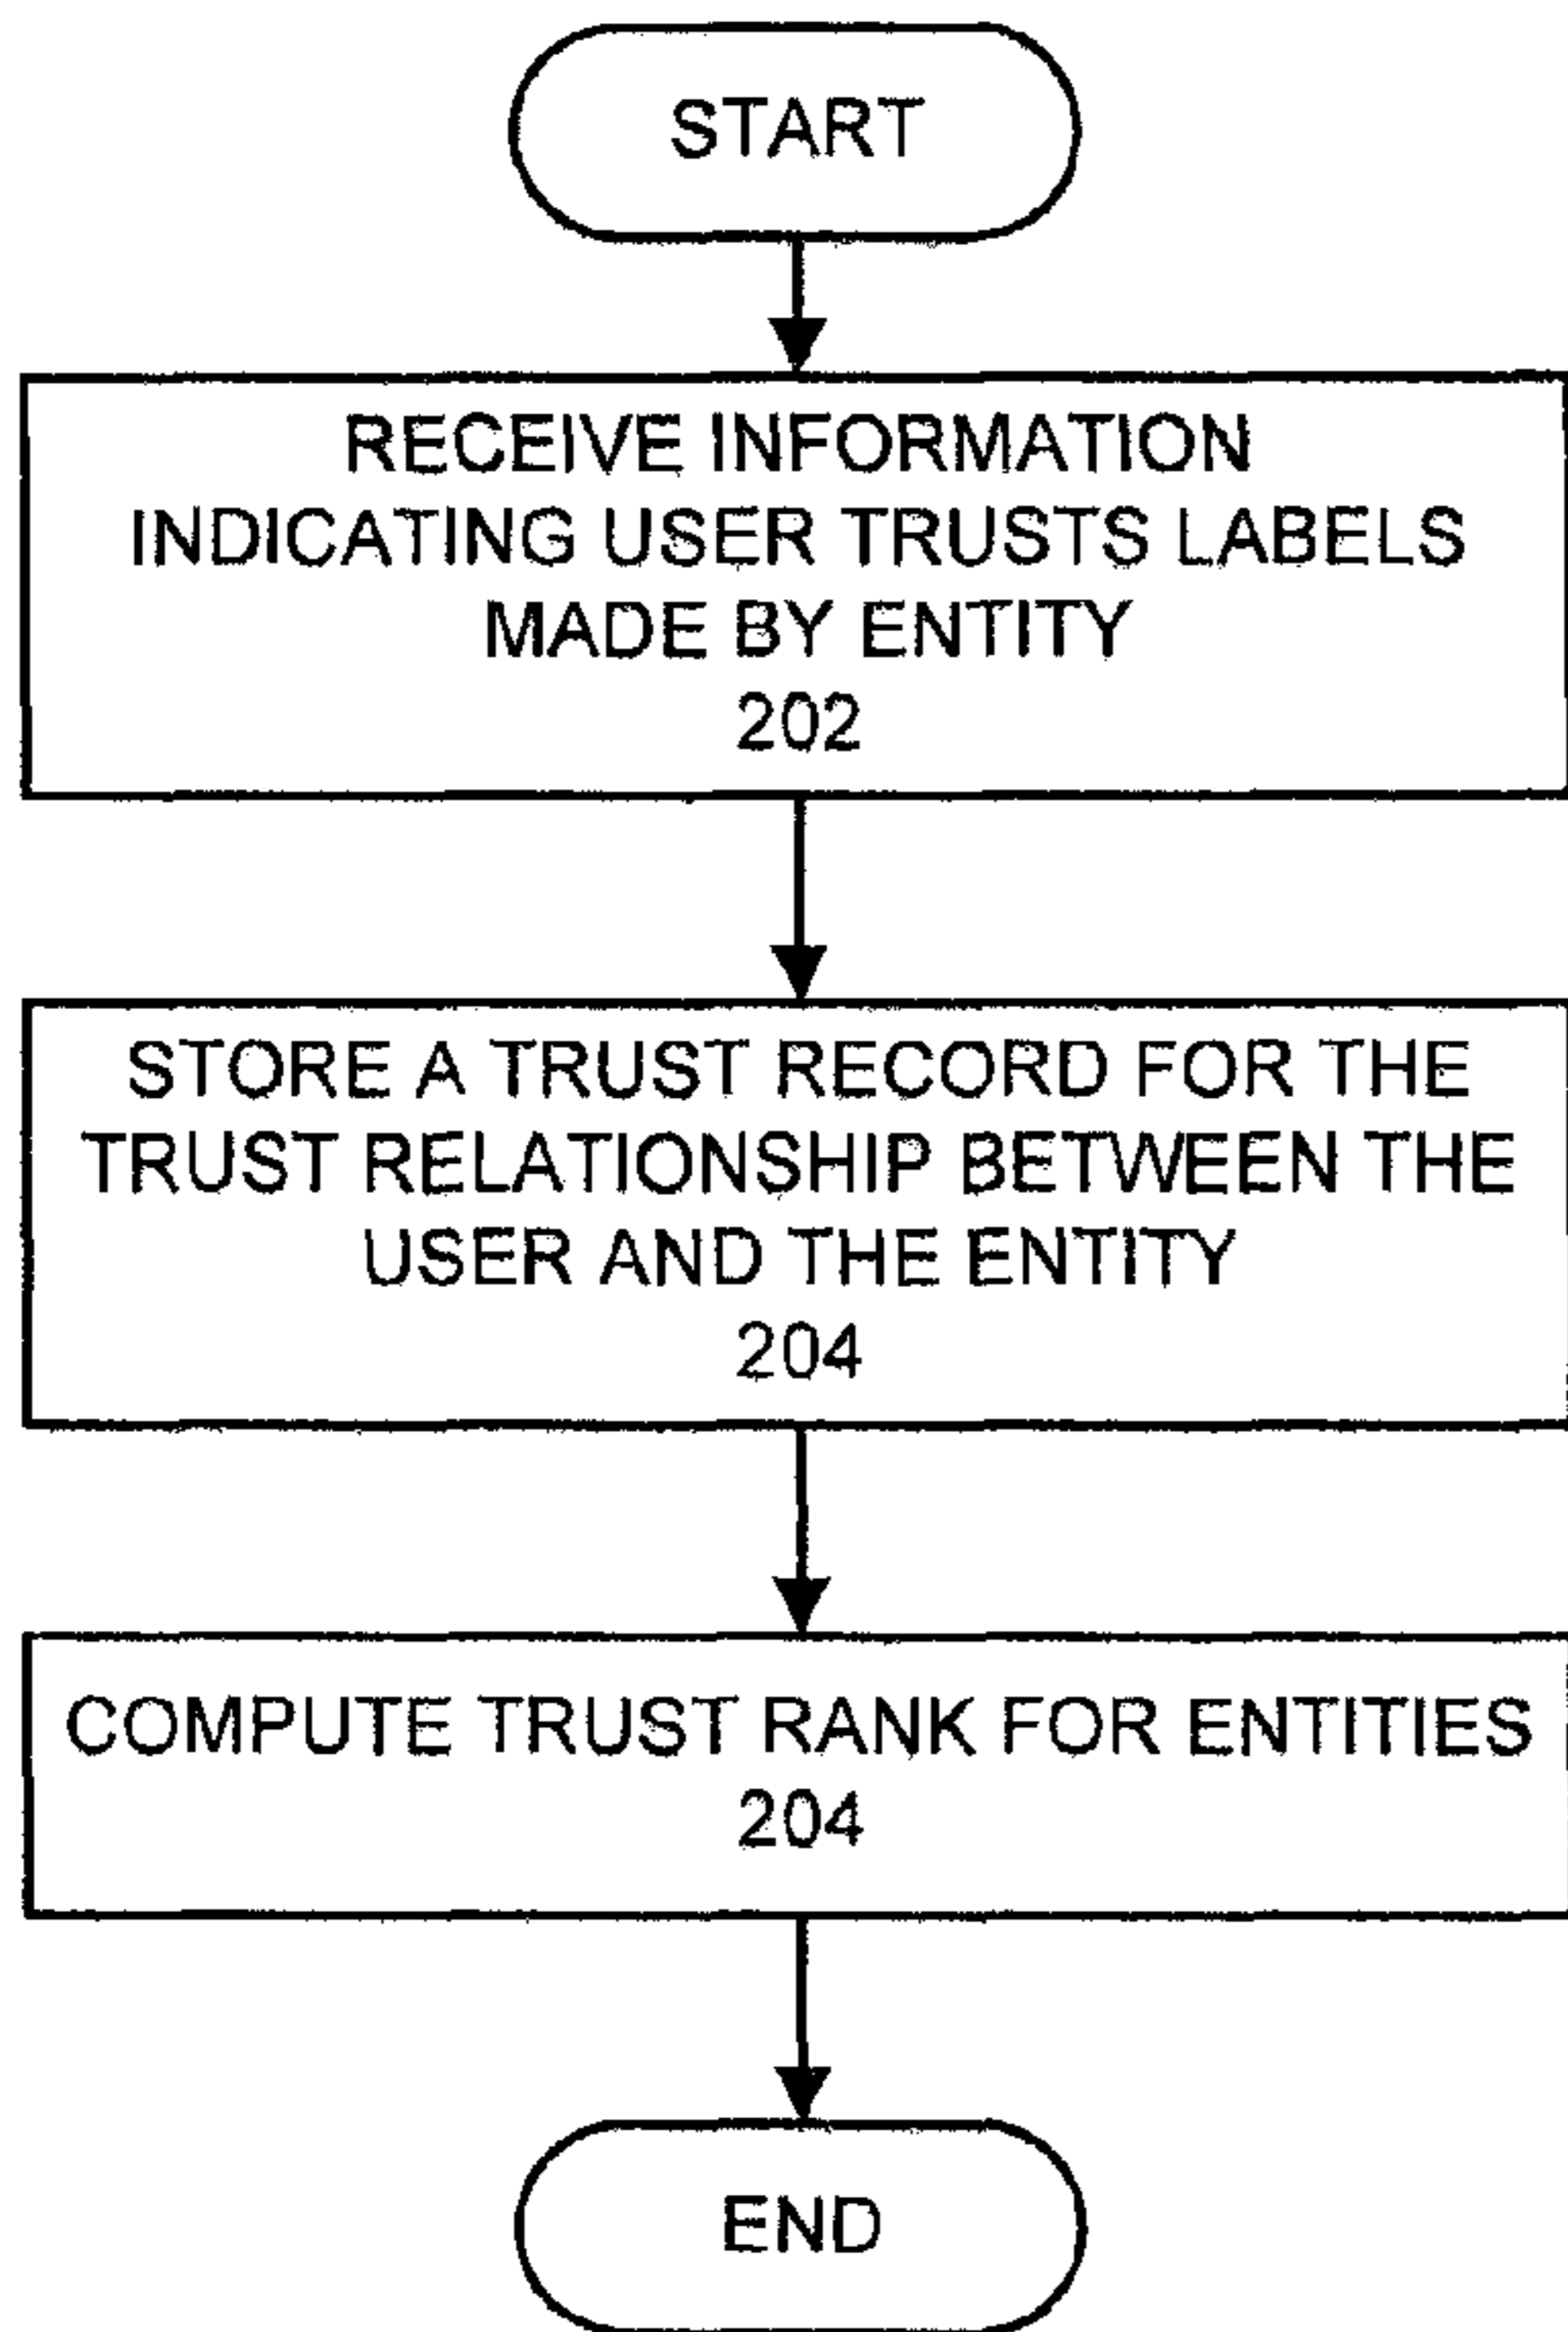 START
RECEIVE INFORMATION
INDICATING USER TRUSTS LABELS
MADE BY ENTITY
202
STORE A TRUST RECORD FOR THE
TRUST RELATIONSHIP BETWEEN THE
USER AND THE ENTITY
204
COMPUTE TRUST RANK FOR ENTITIES
204
END